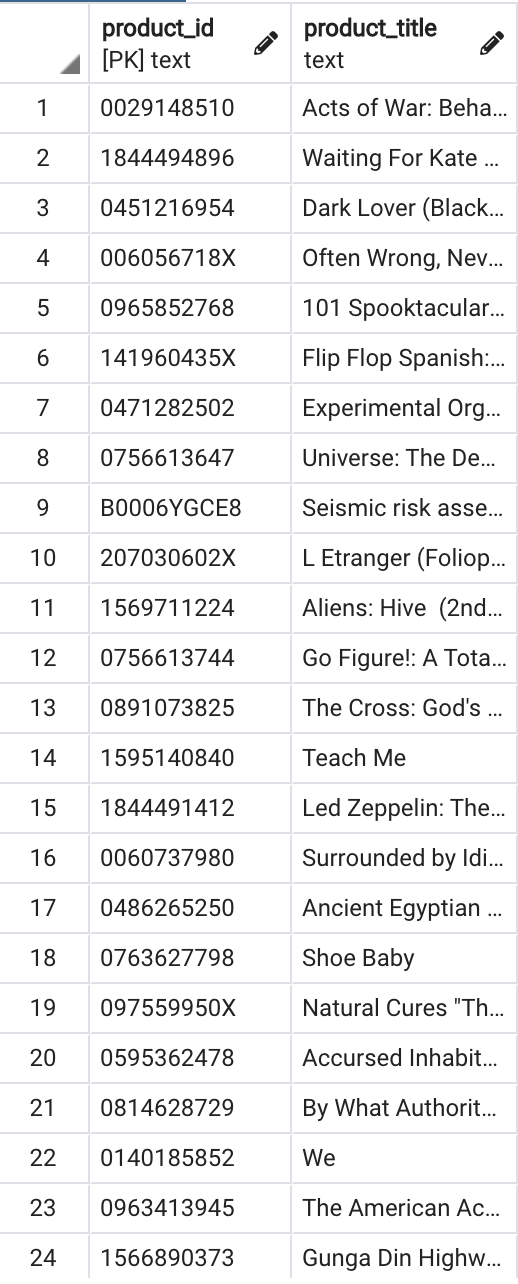 product_id product_title
[PK] text text
1 0029148510 Acts of War: Beha...
2 1844494896 Waiting For Kate ...
3 0451216954 Dark Lover (Black...
4 006056718X Often Wrong, Nev...
5 0965852768 101 Spooktacular...
6 141960435X Flip Flop Spanish:...
7 0471282502 Experimental Org...
8 0756613647 Universe: The De...
9 B0006YGCE8 Seismic risk asse...
10 207030602X L Etranger (Foliop...
11 1569711224 Aliens: Hive  (2nd...
12 0756613744 Go Figure!: A Tota...
13 0891073825 The Cross: God's ...
14 1595140840 Teach Me
15 1844491412 Led Zeppelin: The...
16 0060737980 Surrounded by Idi...
17 0486265250 Ancient Egyptian ...
18 0763627798 Shoe Baby
19 097559950X Natural Cures "Th...
20 0595362478 Accursed Inhabit...
21 0814628729 By What Authorit...
22 0140185852 We
23 0963413945 The American Ac...
24 1566890373 Gunga Din Highw...